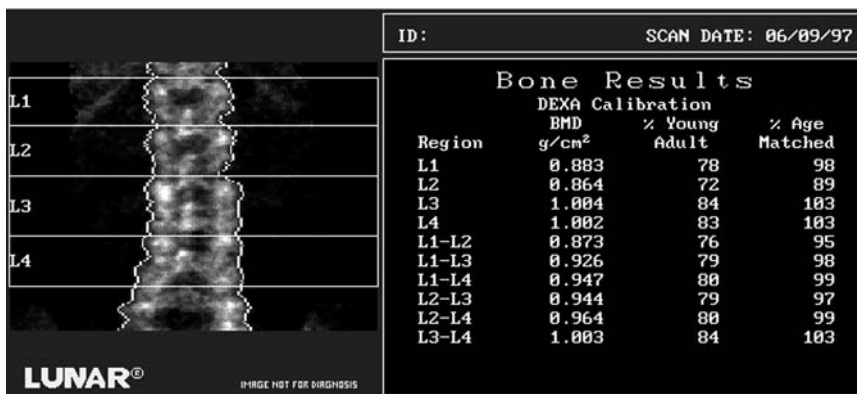 L1
L2
L3
L4
LUNAR®
IMAGE NOT FOR DIAGNOSIS
ID: SCAN DATE: 06/09/97
Bone Results
DEXA Calibration
BMD % Young % Age
Region g/cm² Adult Matched
L1 0.883 78 98
L2 0.864 72 89
L3 1.004 84 103
L4 1.002 83 103
L1-L2 0.873 76 95
L1-L3 0.926 79 98
L1-L4 0.947 80 99
L2-L3 0.944 79 97
L2-L4 0.964 80 99
L3-L4 1.003 84 103